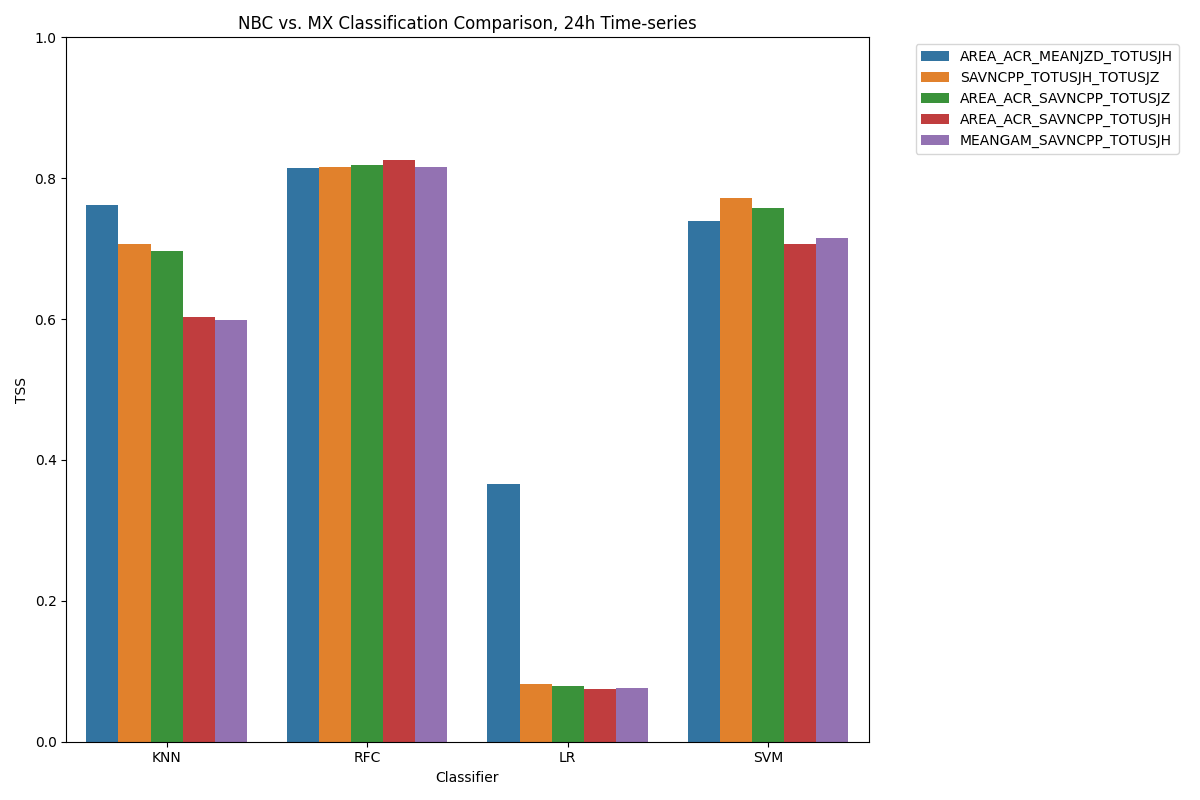 NBC vs. MX Classification Comparison, 24h Time-series
1.0
0.8
0.6
0.4
0.2
0.0
TSS
KNN
RFC
LR
SVM
Classifier
AREA_ACR_MEANJZD_TOTUSJH
SAVNCPP_TOTUSJH_TOTUSJZ
AREA_ACR_SAVNCPP_TOTUSJZ
AREA_ACR_SAVNCPP_TOTUSJH
MEANGAM_SAVNCPP_TOTUSJH